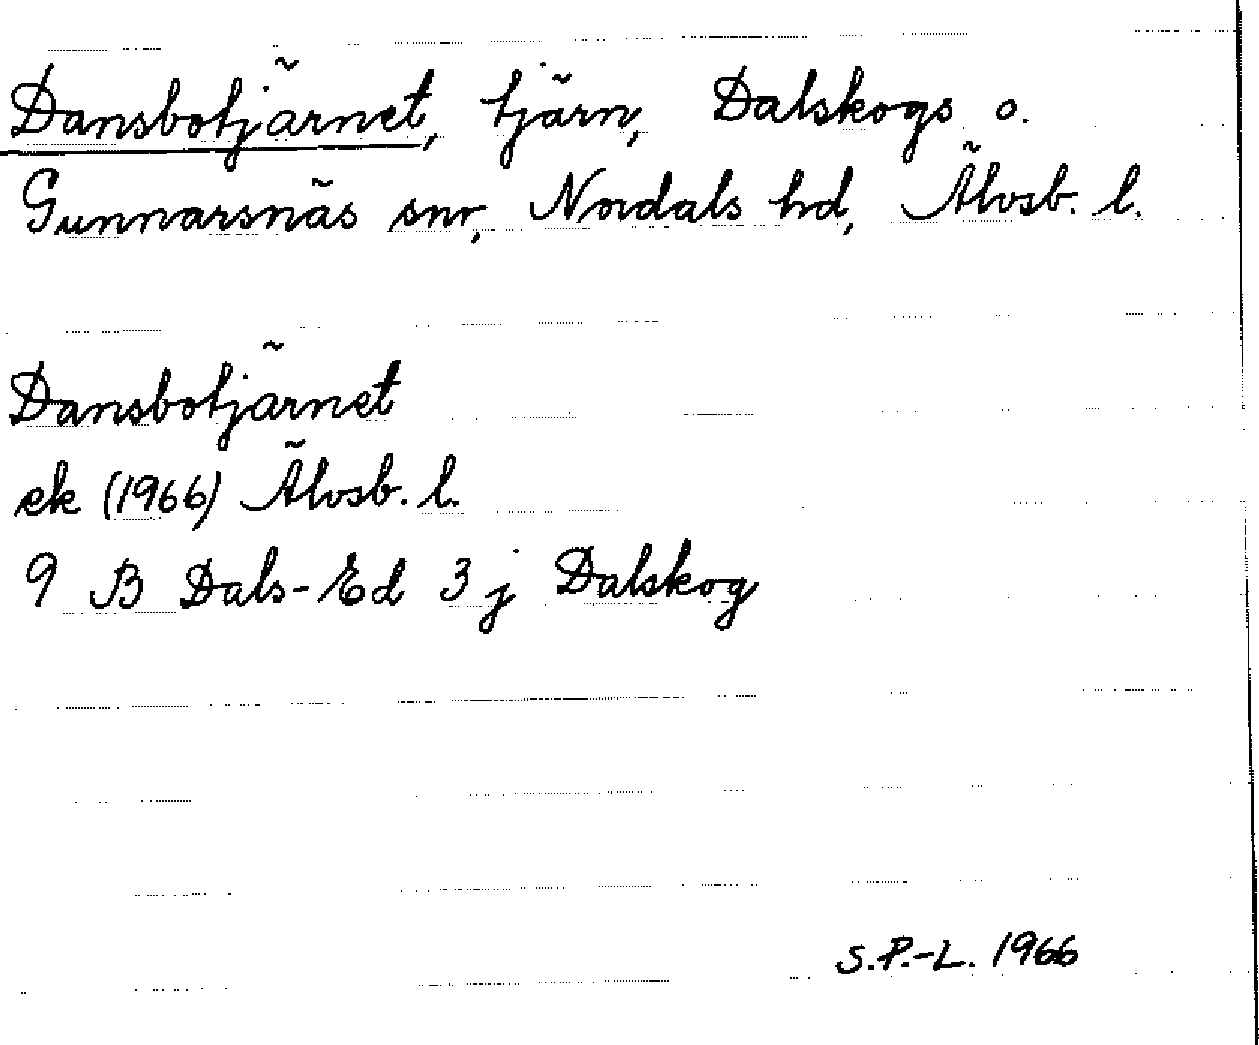 Dansbotjärnet, tjärn, Dalskogs o.
Gunnarsnäs snr, Nordals hd, Älvsb. l.
Dansbotjärnet
ek (1966) Älvsb. l.
9 B Dals-Ed 3 j Dalskog
S.P.-L. 1966